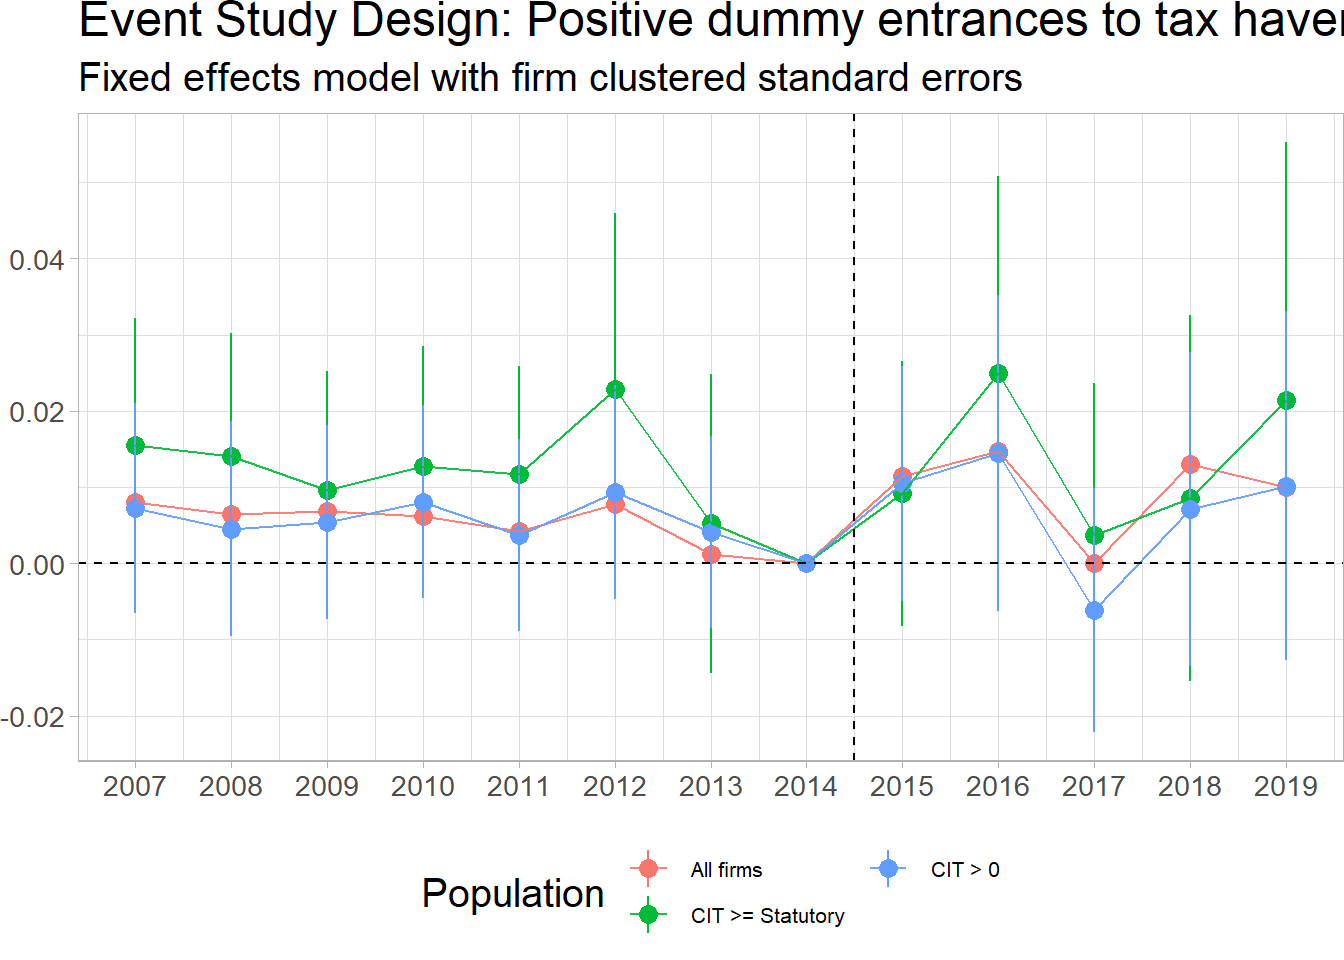 Event Study Design: Positive dummy entrances to tax haven
Fixed effects model with firm clustered standard errors
0.04
0.02
0.00
-0.02
2007 2008 2009 2010 2011 2012 2013 2014 2015 2016 2017 2018 2019
Population
All firms
CIT > 0
CIT >= Statutory